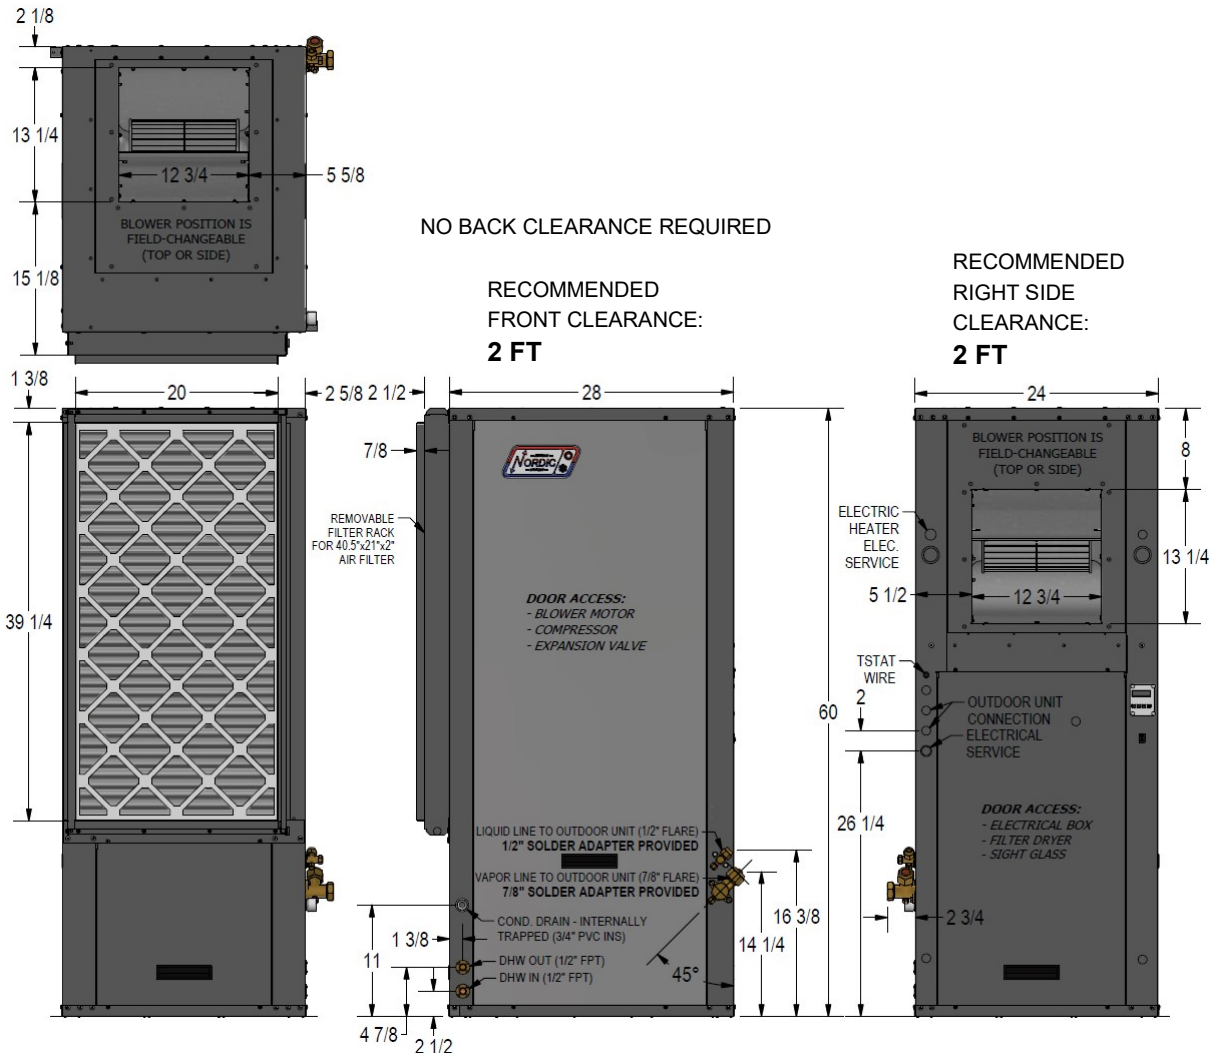 2 1/8
13 1/4
12 3/4
5 5/8
BLOWER POSITION IS
FIELD-CHANGEABLE
(TOP OR SIDE)
15 1/8
NO BACK CLEARANCE REQUIRED
RECOMMENDED
FRONT CLEARANCE:
2 FT
RECOMMENDED
RIGHT SIDE
CLEARANCE:
2 FT
1 3/8
20
2 5/8
39 1/4
2 1/2
28
7/8
NORDIC
REMOVABLE
FILTER RACK
FOR 40.5"x21"x2"
AIR FILTER
DOOR ACCESS:
- BLOWER MOTOR
- COMPRESSOR
- EXPANSION VALVE
60
LIQUID LINE TO OUTDOOR UNIT (1/2" FLARE)
1/2" SOLDER ADAPTER PROVIDED
VAPOR LINE TO OUTDOOR UNIT (7/8" FLARE)
7/8" SOLDER ADAPTER PROVIDED
COND. DRAIN - INTERNALLY
TRAPPED (3/4" PVC INS)
1 3/8
11
DHW OUT (1/2" FPT)
DHW IN (1/2" FPT)
4 7/8
2 1/2
45°
14 1/4
16 3/8
24
BLOWER POSITION IS
FIELD-CHANGEABLE
(TOP OR SIDE)
8
ELECTRIC
HEATER
ELEC.
SERVICE
13 1/4
5 1/2
12 3/4
TSTAT
WIRE
2
OUTDOOR UNIT
CONNECTION
ELECTRICAL
SERVICE
26 1/4
DOOR ACCESS:
- ELECTRICAL BOX
- FILTER DRYER
- SIGHT GLASS
2 3/4